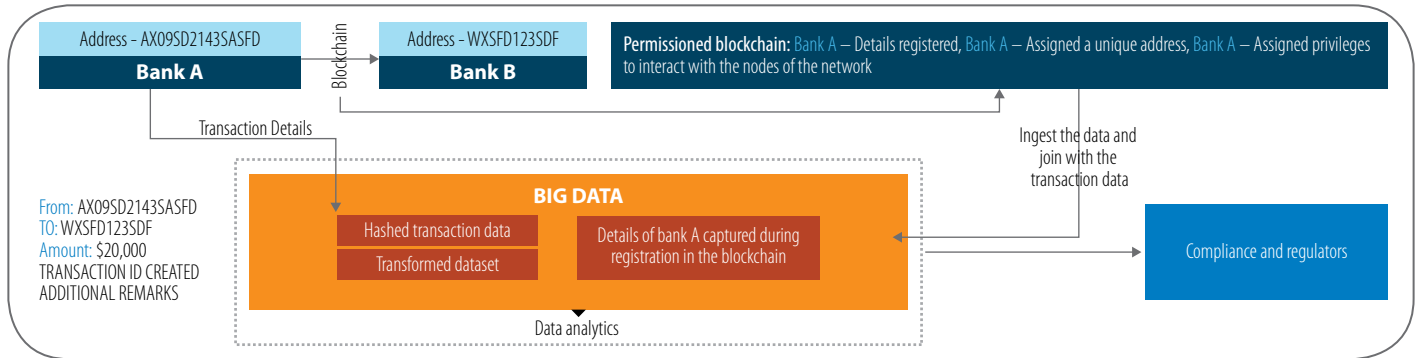 Address - AX09SD2143SASFD
Bank A
Blockchain
Address - WXSFD123SDF
Bank B
Permissioned blockchain: Bank A – Details registered, Bank A – Assigned a unique address, Bank A – Assigned privileges
to interact with the nodes of the network
Transaction Details
Ingest the data and
join with the
transaction data
From: AX09SD2143SASFD
TO: WXSFD123SDF
Amount: $20,000
TRANSACTION ID CREATED
ADDITIONAL REMARKS
BIG DATA
Hashed transaction data
Transformed dataset
Details of bank A captured during
registration in the blockchain
Compliance and regulators
Data analytics